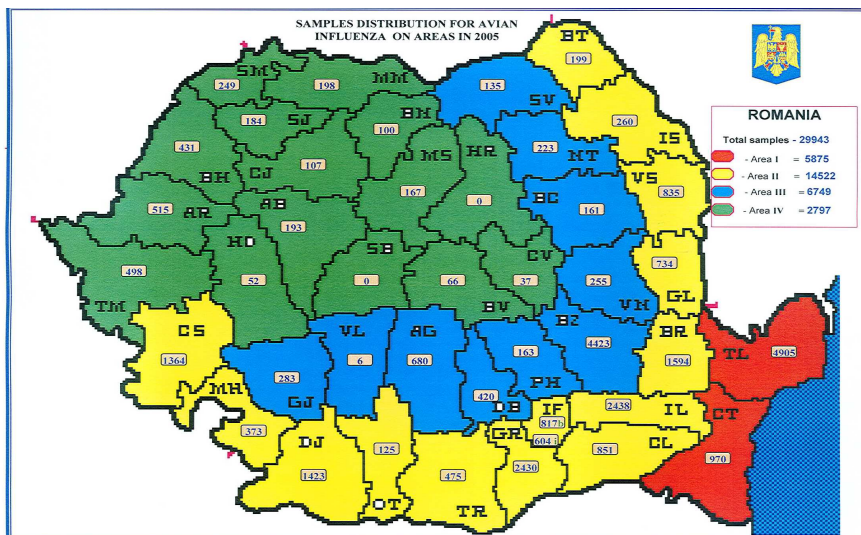 SAMPLES DISTRIBUTION FOR AVIAN
INFLUENZA ON AREAS IN 2005
ROMANIA
Total samples - 29943
- Area I = 5875
- Area II = 14522
- Area III = 6749
- Area IV = 2797
BT
199
SM
249
MM
198
135
SV
SJ
184
BN
100
260
IS
431
BH
CJ
107
MS
167
HR
0
223
NT
VS
835
BC
161
515
AR
AB
193
HD
52
SB
0
66
BV
CV
37
255
VN
734
GL
498
TM
CS
1364
VL
6
AG
680
163
PH
BZ
4423
BR
1594
TL
4905
283
GJ
420
DB
MH
373
IF
817b
604 i
2438
IL
CT
970
DJ
1423
125
OT
475
TR
GR
2430
851
CL